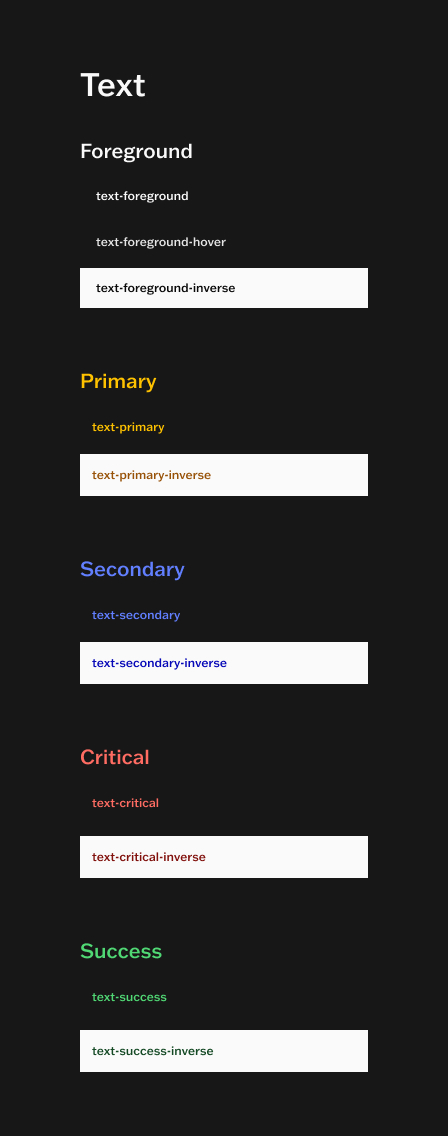 Text
Foreground
text-foreground
text-foreground-hover
text-foreground-inverse
Primary
text-primary
text-primary-inverse
Secondary
text-secondary
text-secondary-inverse
Critical
text-critical
text-critical-inverse
Success
text-success
text-success-inverse